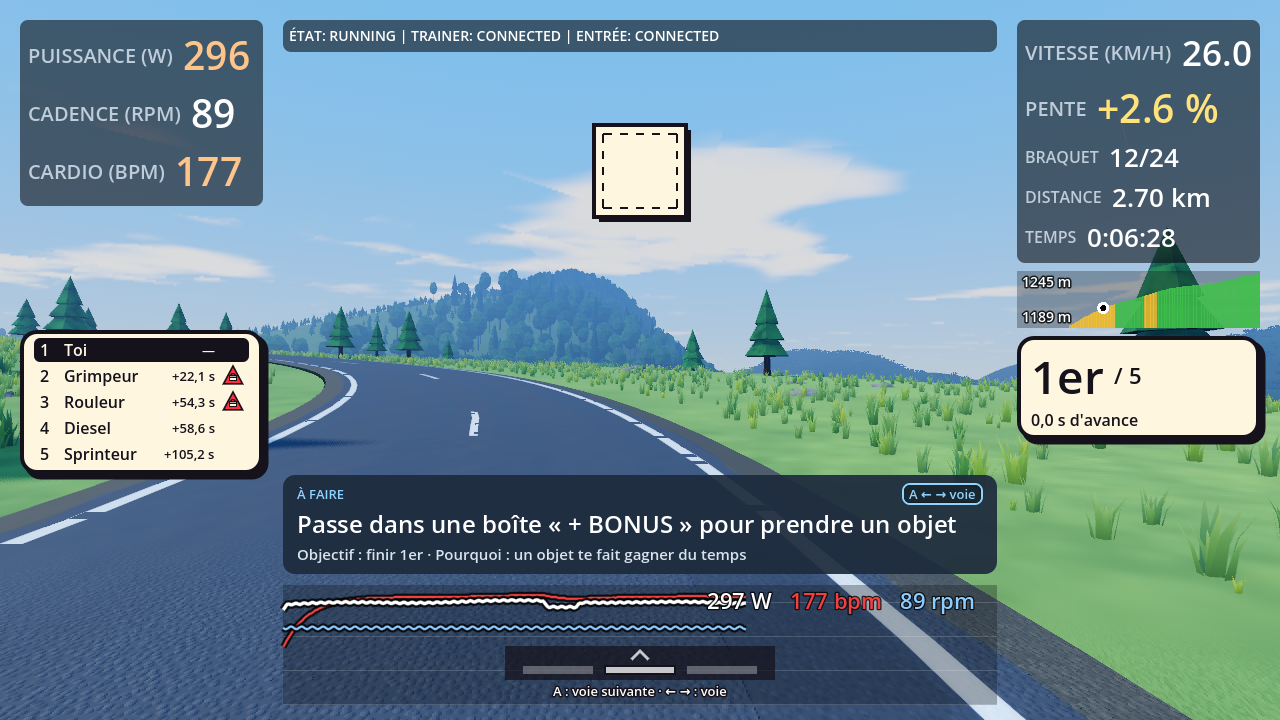 PUISSANCE (W) 296
CADENCE (RPM) 89
CARDIO (BPM) 177
ÉTAT: RUNNING | TRAINER: CONNECTED | ENTRÉE: CONNECTED
VITESSE (KM/H) 26.0
PENTE +2.6 %
BRAQUET 12/24
DISTANCE 2.70 km
TEMPS 0:06:28
1245 m
1189 m
1 Toi —
2 Grimpeur +22,1 s
3 Rouleur +54,3 s
4 Diesel +58,6 s
5 Sprinteur +105,2 s
1er / 5
0,0 s d'avance
À FAIRE
A ← → voie
Passe dans une boîte « + BONUS » pour prendre un objet
Objectif : finir 1er · Pourquoi : un objet te fait gagner du temps
297 W 177 bpm 89 rpm
A : voie suivante · ← → : voie